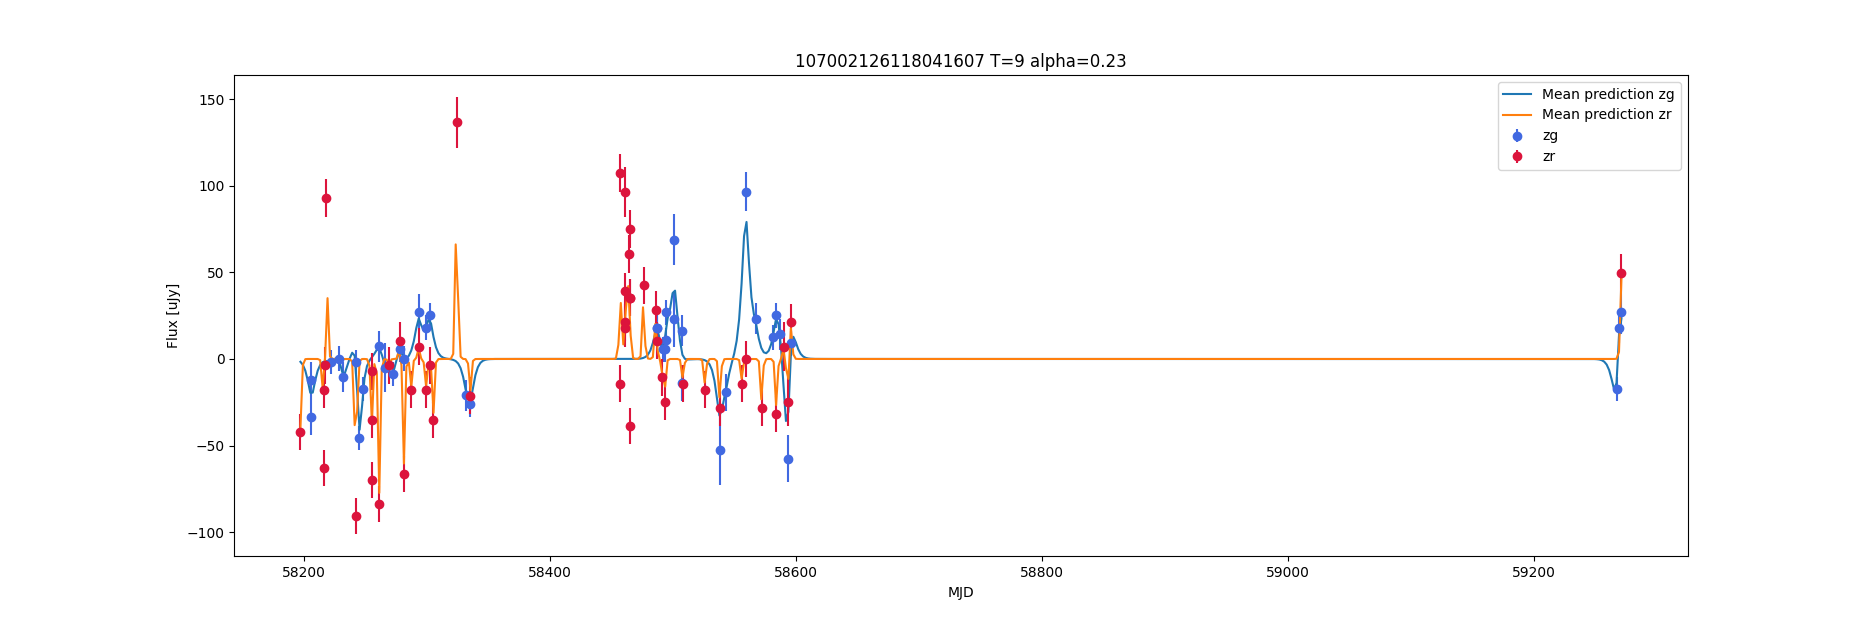 107002126118041607 T=9 alpha=0.23
Mean prediction zg
Mean prediction zr
zg
zr
Flux [uJy]
150
100
50
0
−50
−100
58200
58400
58600
58800
59000
59200
MJD